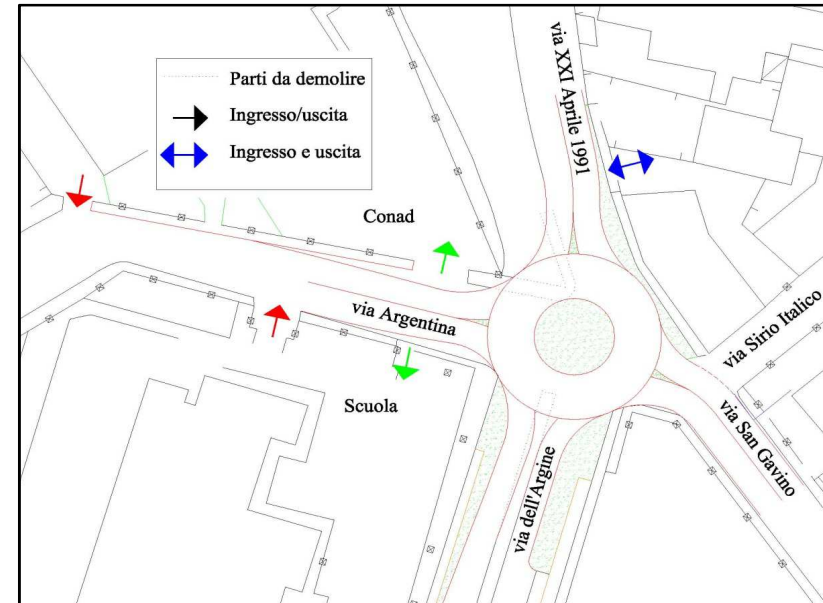 Parti da demolire
Ingresso/uscita
Ingresso e uscita
via XXI Aprile 1991
Conad
via Argentina
via Sirio Italico
Scuola
via San Gavino
via dell'Argine